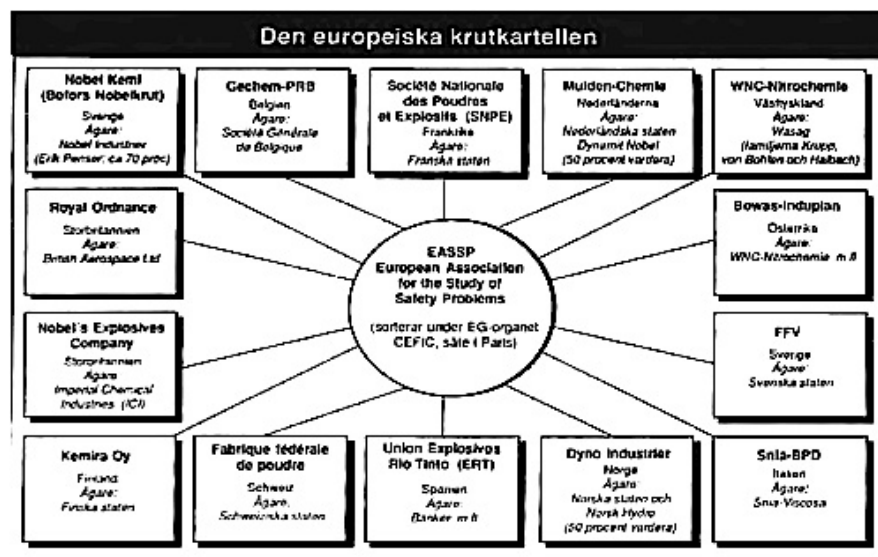 Den europeiska krutkartellen
Nobel Kemi
(Bofors Nobelkrut)
Sverige
Ägare:
Nobel Industrier
(Erik Penser, ca 70 proc)
Gechem-PRB
Belgien
Ägare:
Société Générale
de Belgique
Société Nationale
des Poudres
et Explosifs (SNPE)
Frankrike
Ägare:
Franska staten
Muiden-Chemie
Nederländerna
Ägare:
Nederländska staten
Dynamit Nobel
(50 procent vardera)
WNC-Nitrochemie
Västtyskland
Ägare:
Wasag
(familjerna Krupp,
von Bohlen och Halbach)
Royal Ordnance
Storbritannien
Ägare:
British Aerospace Ltd
EASSP
European Association
for the Study of
Safety Problems
(sorterar under EG-organet
CEFIC, säte i Paris)
Bowas-Induplan
Österrike
Ägare:
WNC-Nitrochemie m fl
Nobel's Explosives
Company
Storbritannien
Ägare
Imperial Chemical
Industries (ICI)
FFV
Sverige
Ägare:
Svenska staten
Kemira Oy
Finland
Ägare:
Finska staten
Fabrique fédérale
de poudre
Schweiz
Ägare:
Schweiziska staten
Union Explosivos
Rio Tinto (ERT)
Spanien
Ägare:
Banker m fl
Dyno Industrier
Norge
Ägare:
Norska staten och
Norsk Hydro
(50 procent vardera)
Snia-BPD
Italien
Ägare:
Snia-Viscosa